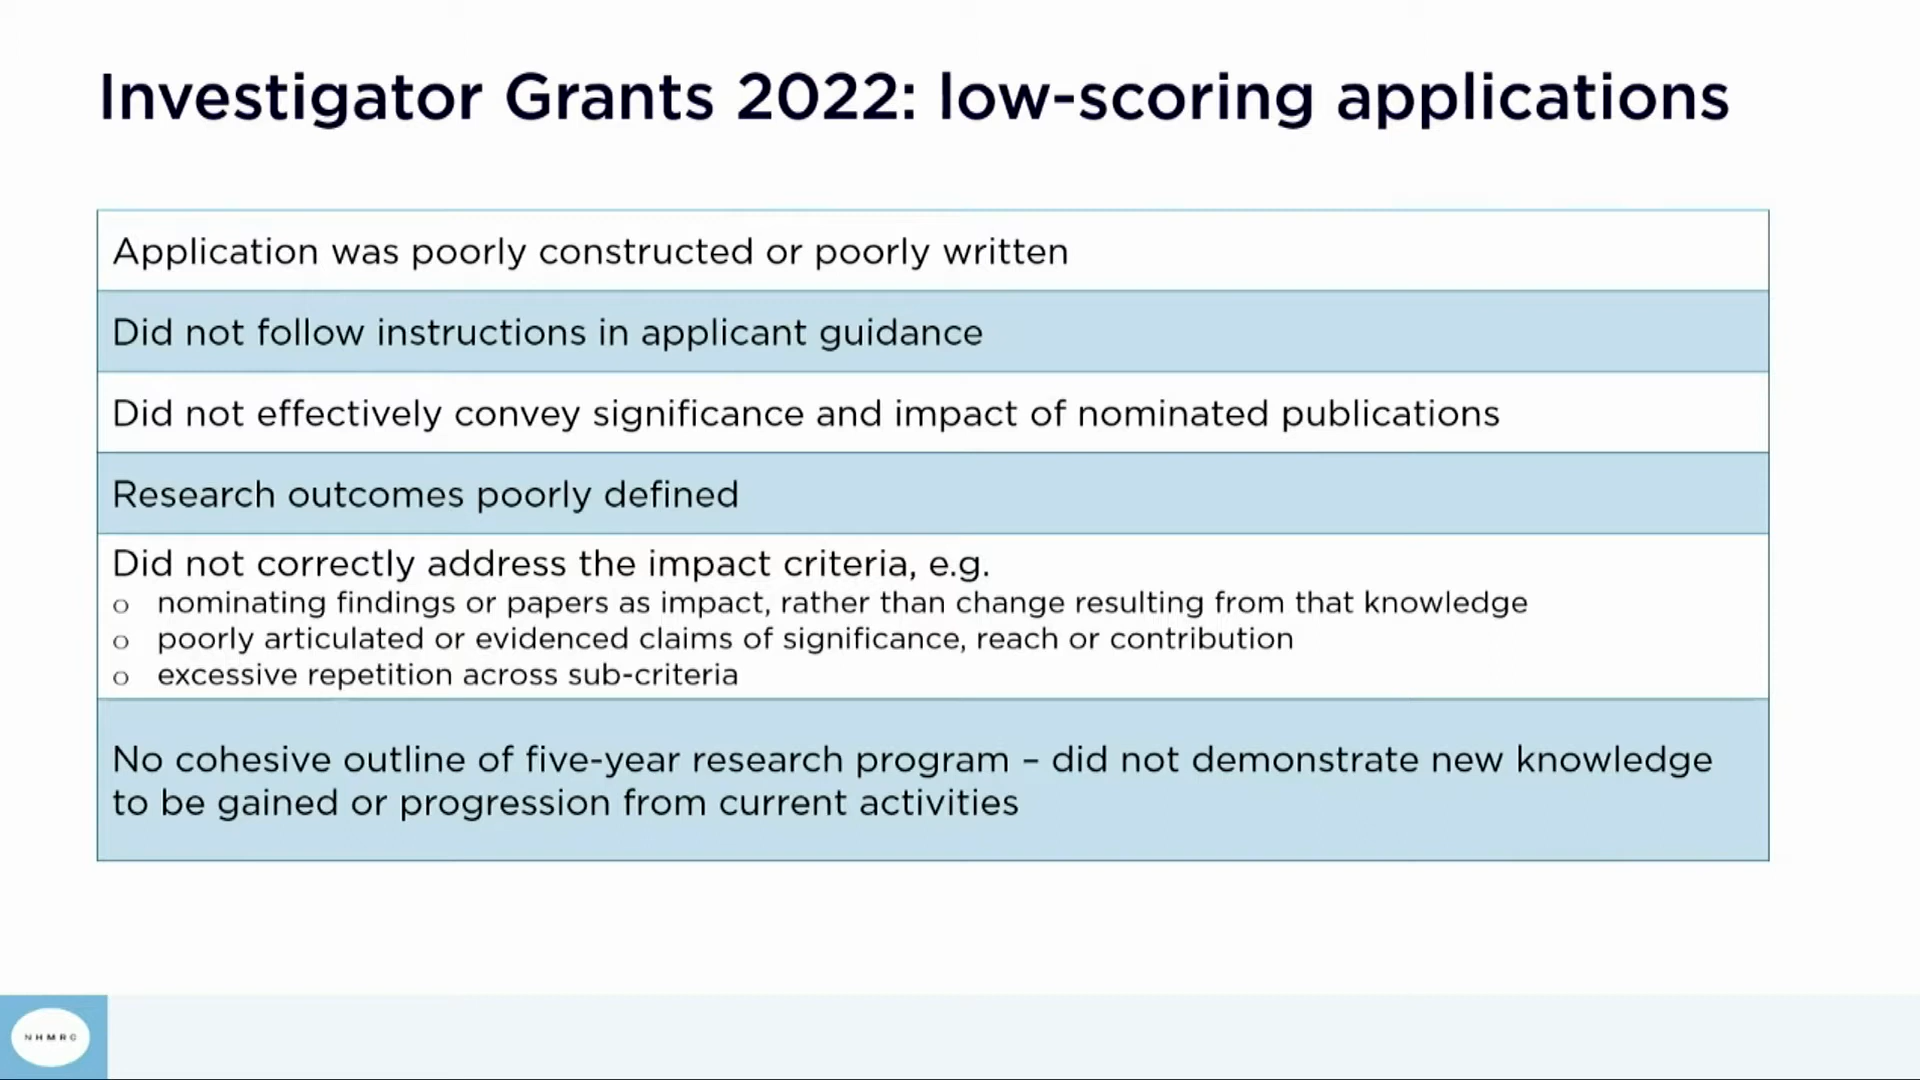 Investigator Grants 2022: low-scoring applications
Application was poorly constructed or poorly written
Did not follow instructions in applicant guidance
Did not effectively convey significance and impact of nominated publications
Research outcomes poorly defined
Did not correctly address the impact criteria, e.g.
o nominating findings or papers as impact, rather than change resulting from that knowledge
o poorly articulated or evidenced claims of significance, reach or contribution
o excessive repetition across sub-criteria
No cohesive outline of five-year research program – did not demonstrate new knowledge
to be gained or progression from current activities
NHMRC